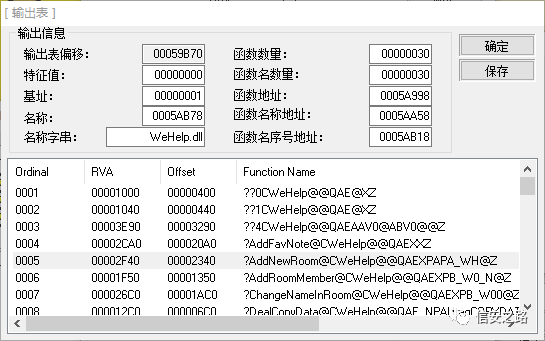 [ 输出表 ]
输出信息
输出表偏移： 00059B70 函数数量： 00000030
特征值： 00000000 函数名数量： 00000030
基址： 00000001 函数地址： 0005A998
名称： 0005AB78 函数名称地址： 0005AA58
名称字串： WeHelp.dll 函数名序号地址： 0005AB18
确定
保存
Ordinal RVA Offset Function Name
0001 00001000 00000400 ??0CWeHelp@@QAE@XZ
0002 00001040 00000440 ??1CWeHelp@@QAE@XZ
0003 00003E90 00003290 ??4CWeHelp@@QAEAAV0@ABV0@@Z
0004 00002CA0 000020A0 ?AddFavNote@CWeHelp@@QAEXXZ
0005 00002F40 00002340 ?AddNewRoom@CWeHelp@@QAEXPAPA_WH@Z
0006 00001F50 00001350 ?AddRoomMember@CWeHelp@@QAEXPB_W0_N@Z
0007 000026C0 00001AC0 ?ChangeNameInRoom@CWeHelp@@QAEXPB_W00@Z
0008 000012C0 000006C0 ?DealCopyData@CWeHelp@@QAE_NPAUtagCOPYDAT
信安之路